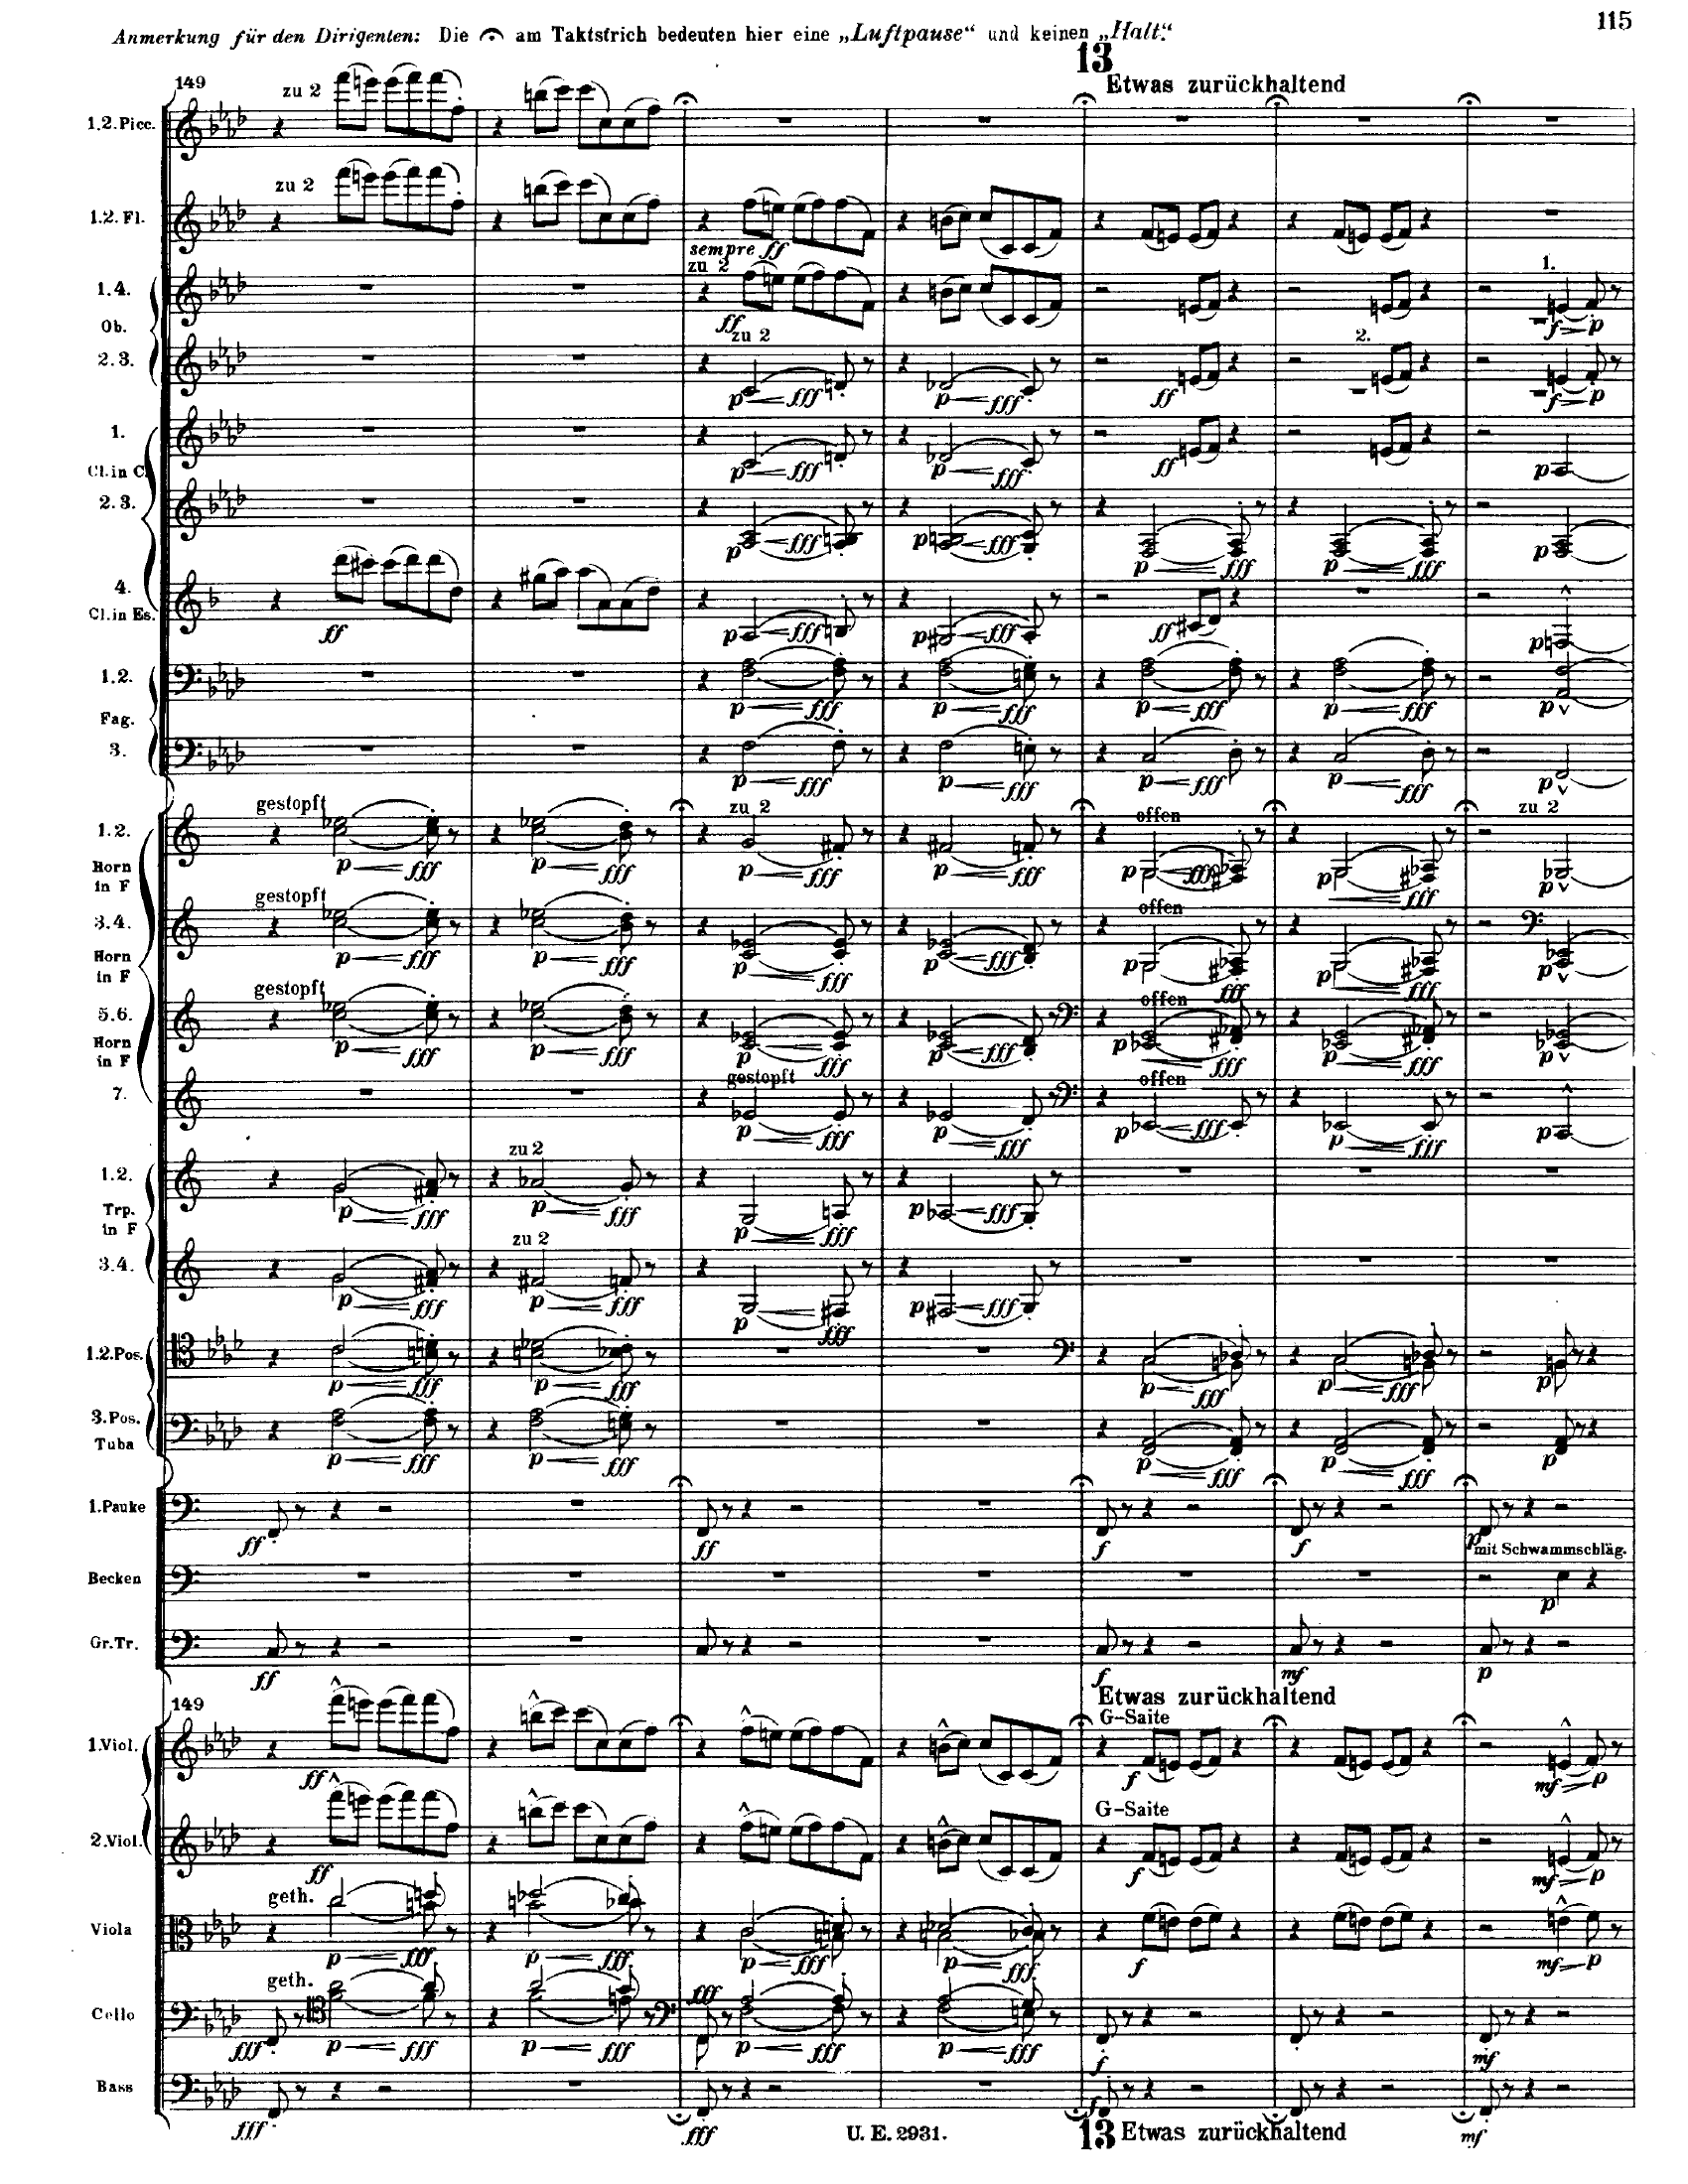 115
Anmerkung für den Dirigenten: Die 𝄐 am Taktstrich bedeuten hier eine „Luftpause“ und keinen „Halt“.
13
Etwas zurückhaltend
149
zu 2
1.2. Picc.
zu 2
1.2. Fl.
sempre ff
zu 2
1.
1.4.
Ob.
ff
zu 2
f p
2.3.
2.
p fff p fff ff f p
1.
Cl. in C.
p fff p fff ff p
2.3.
p fff p fff p fff p fff p
4.
Cl. in Es.
ff p fff p fff ff p
1.2.
Fag.
p fff p fff p fff p fff p
3.
p fff p fff p fff p fff p
gestopft
zu 2
offen
zu 2
1.2.
Horn
in F
p fff p fff p fff p fff p fff p fff p
gestopft
offen
3.4.
Horn
in F
p fff p fff p fff p fff p fff p fff p
gestopft
offen
5.6.
Horn
in F
p fff p fff p fff p fff p fff p fff p
gestopft
offen
7.
p fff p fff p fff p fff p
zu 2
1.2.
Trp.
in F
p fff p fff p fff p fff
zu 2
3.4.
p fff p fff p fff p fff
1.2. Pos.
p fff p fff p fff p fff p
3. Pos.
Tuba
p fff p fff p fff p fff p
1. Pauke
ff ff f f p
mit Schwammschläg.
Becken
p
Gr. Tr.
ff f mf p
Etwas zurückhaltend
149
G-Saite
1. Viol.
ff f mf p
G-Saite
2. Viol.
ff f mf p
geth.
Viola
p fff p fff p fff p fff f mf p
geth.
fff
Cello
fff p fff p fff p fff p fff f mf
Bass
fff fff f mf
U. E. 2931.
13 Etwas zurückhaltend